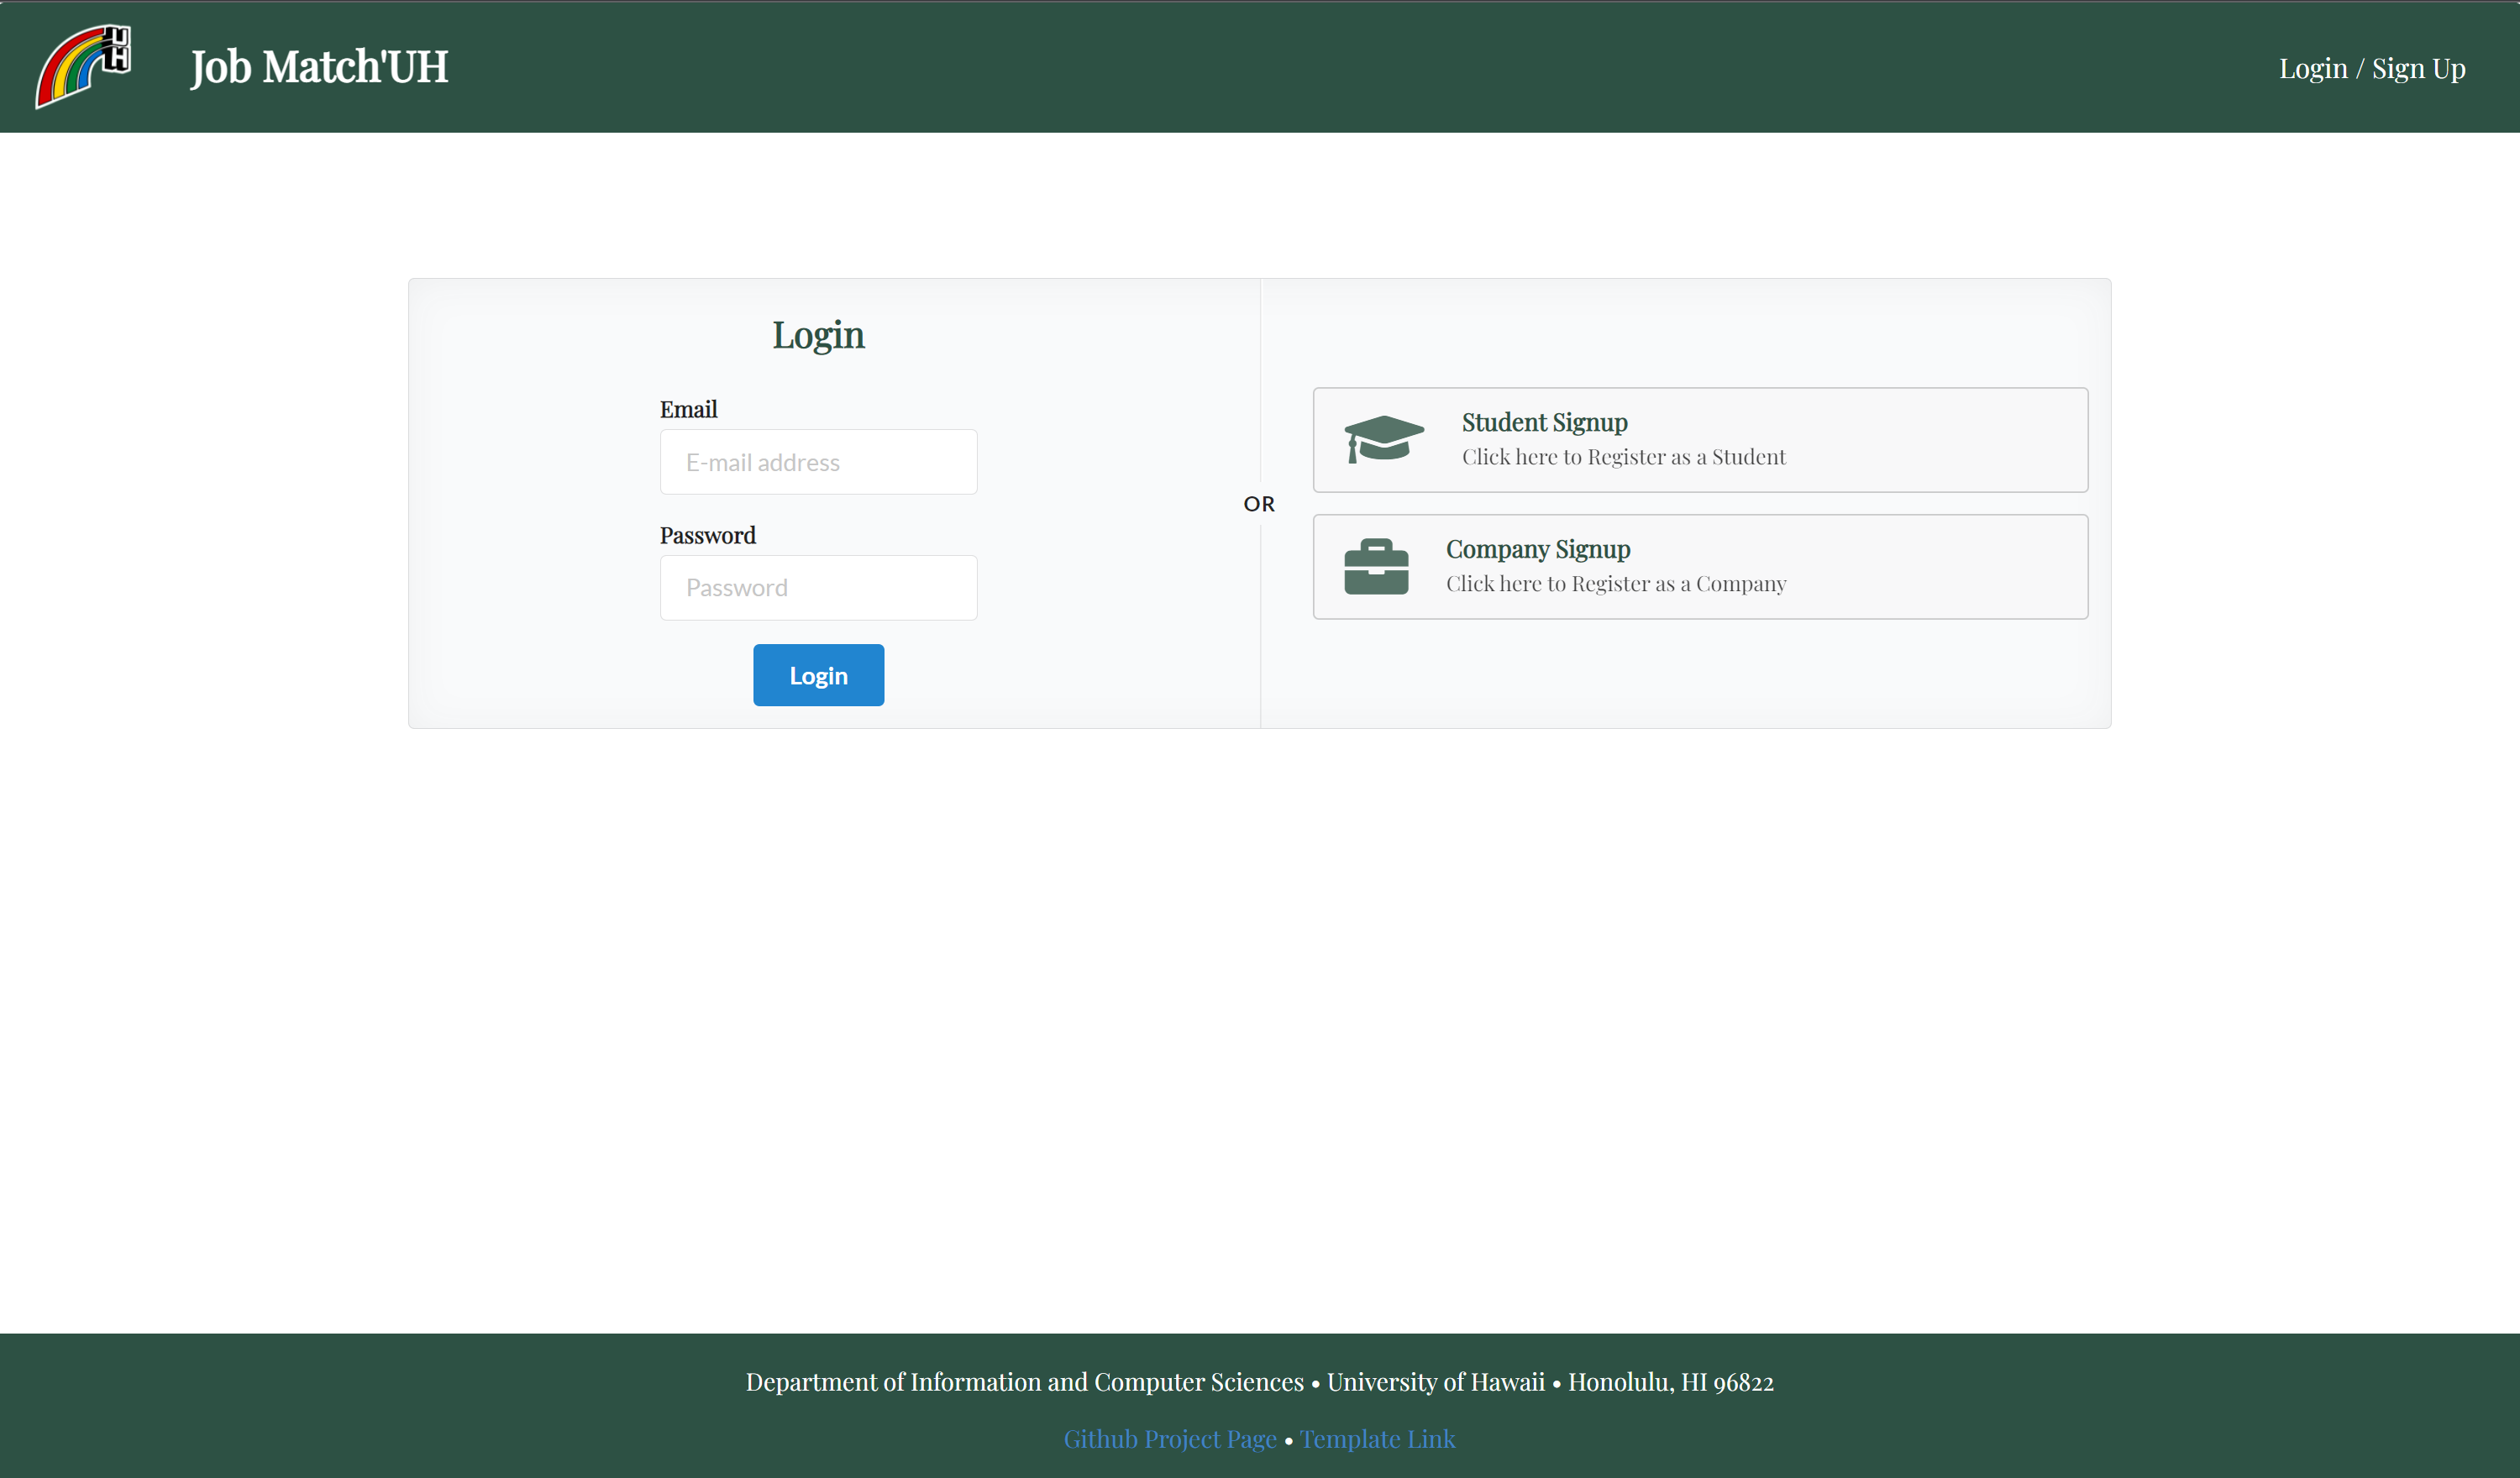 UH
Job Match'UH
Login / Sign Up
Login
Email
E-mail address
Password
Password
Login
OR
Student Signup
Click here to Register as a Student
Company Signup
Click here to Register as a Company
Department of Information and Computer Sciences • University of Hawaii • Honolulu, HI 96822
Github Project Page • Template Link